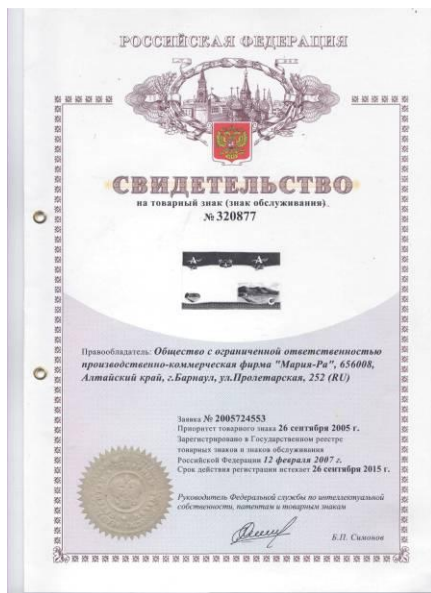 РОССИЙСКАЯ ФЕДЕРАЦИЯ
СВИДЕТЕЛЬСТВО
на товарный знак (знак обслуживания)
№ 320877
Правообладатель: Общество с ограниченной ответственностью
производственно-коммерческая фирма "Мария-Ра", 656008,
Алтайский край, г.Барнаул, ул.Пролетарская, 252 (RU)
Заявка № 2005724553
Приоритет товарного знака 26 сентября 2005 г.
Зарегистрировано в Государственном реестре
товарных знаков и знаков обслуживания
Российской Федерации 12 февраля 2007 г.
Срок действия регистрации истекает 26 сентября 2015 г.
Руководитель Федеральной службы по интеллектуальной
собственности, патентам и товарным знакам
Б.П. Симонов